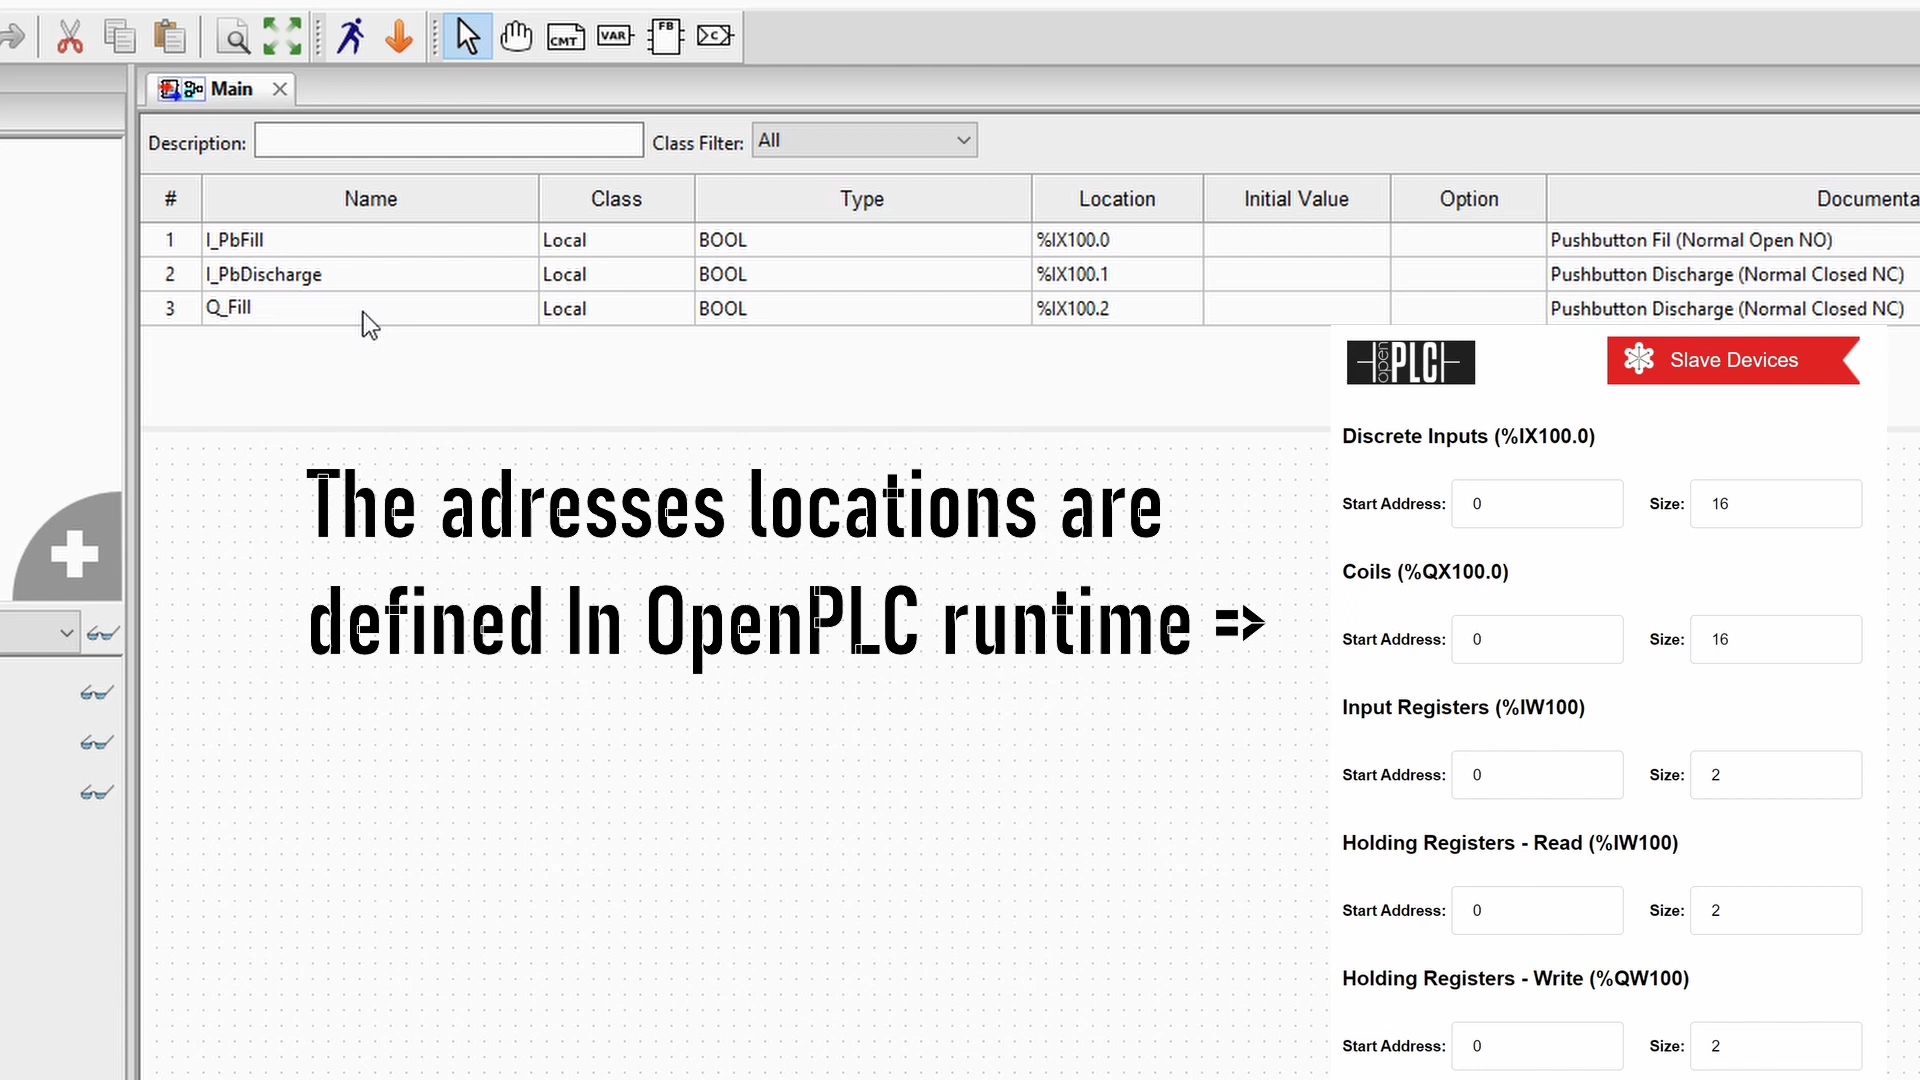 CMT VAR FB C
Main
Description: Class Filter: All
# Name Class Type Location Initial Value Option Documenta
1 I_PbFill Local BOOL %IX100.0 Pushbutton Fil (Normal Open NO)
2 I_PbDischarge Local BOOL %IX100.1 Pushbutton Discharge (Normal Closed NC)
3 Q_Fill Local BOOL %IX100.2 Pushbutton Discharge (Normal Closed NC)
open PLC Slave Devices
The adresses locations are
defined In OpenPLC runtime =>
Discrete Inputs (%IX100.0)
Start Address: 0 Size: 16
Coils (%QX100.0)
Start Address: 0 Size: 16
Input Registers (%IW100)
Start Address: 0 Size: 2
Holding Registers - Read (%IW100)
Start Address: 0 Size: 2
Holding Registers - Write (%QW100)
Start Address: 0 Size: 2